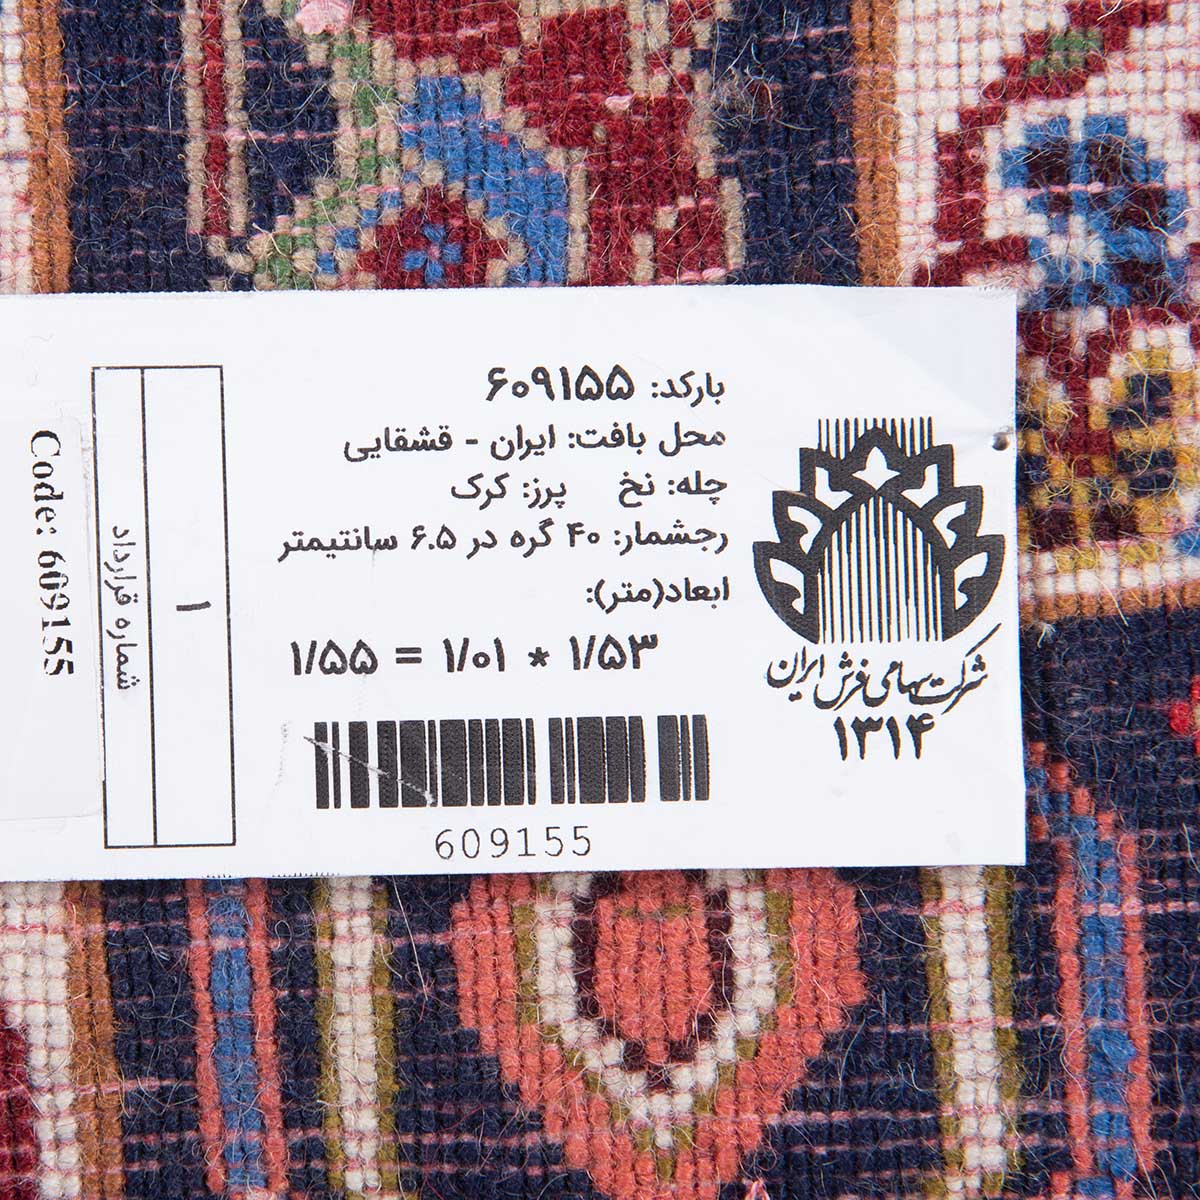 بارکد: ۶۰۹۱۵۵
محل بافت: ایران - قشقایی
چله: نخ پرز: کرک
رجشمار: ۴۰ گره در ۶.۵ سانتیمتر
ابعاد(متر):
۱/۵۳ * ۱/۰۱ = ۱/۵۵
609155
شرکت سهامی فرش ایران
۱۳۱۴
شماره قرارداد
۱
Code: 609155